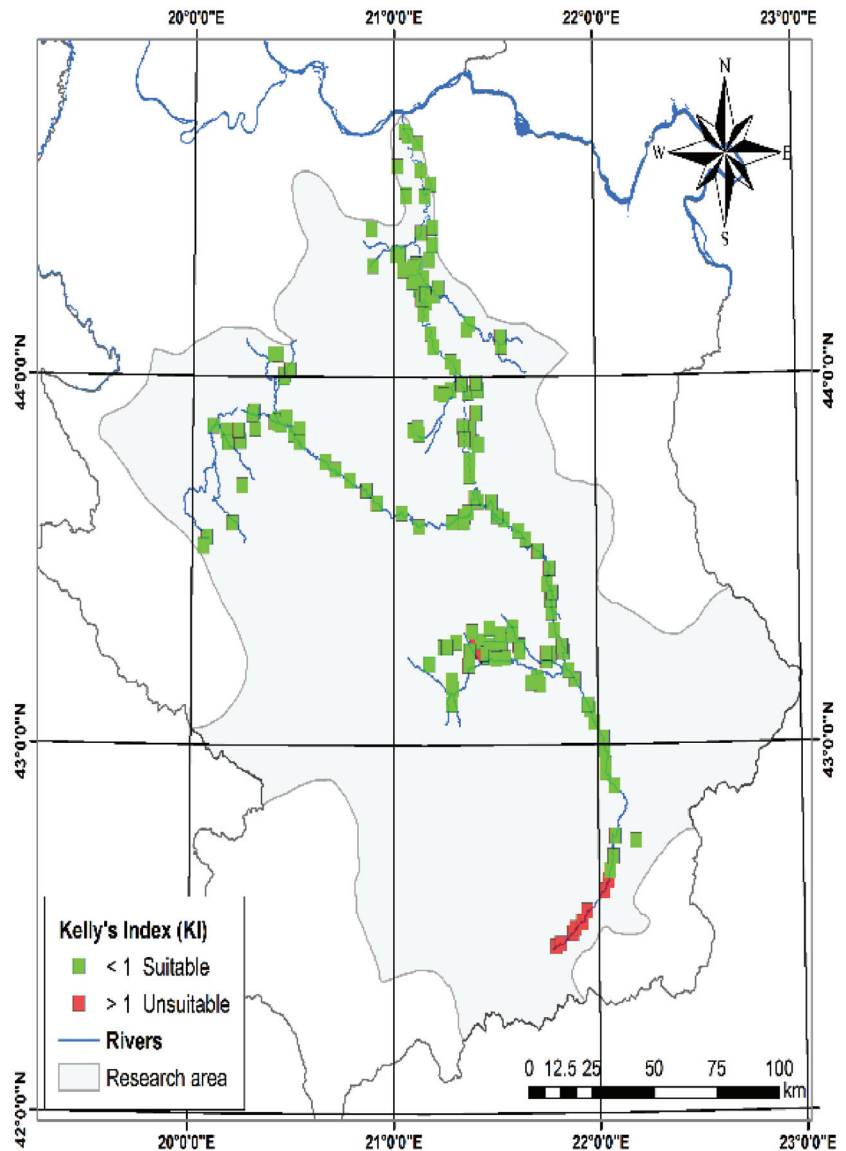 20°0'0"E 21°0'0"E 22°0'0"E 23°0'0"E
N
W E
S
44°0'0"N 44°0'0"N
43°0'0"N 43°0'0"N
Kelly's Index (KI)
< 1 Suitable
> 1 Unsuitable
Rivers
Research area
0 12.5 25 50 75 100
km
42°0'0"N 42°0'0"N
20°0'0"E 21°0'0"E 22°0'0"E 23°0'0"E